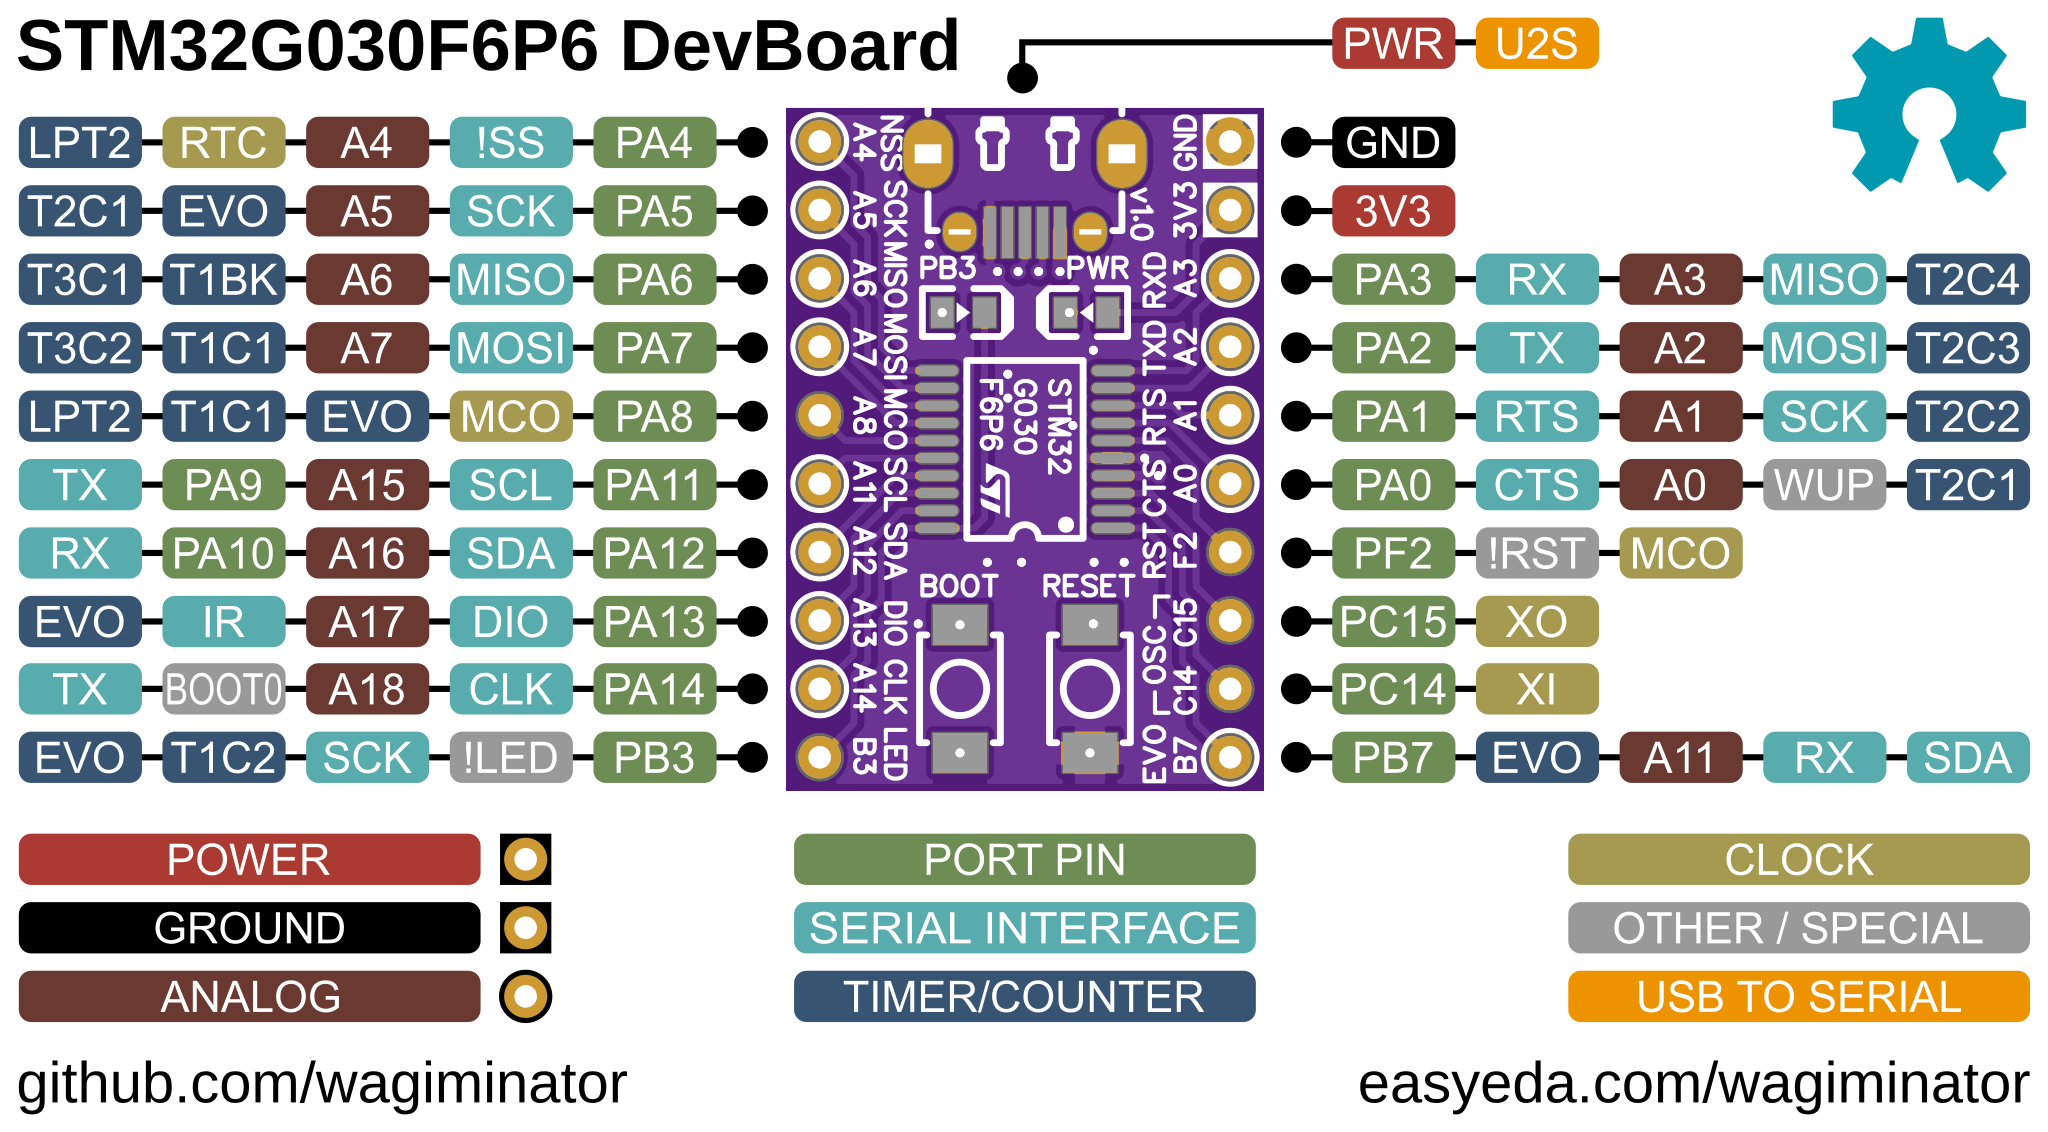 STM32G030F6P6 DevBoard
PWR U2S
LPT2 RTC A4 !SS PA4
T2C1 EVO A5 SCK PA5
T3C1 T1BK A6 MISO PA6
T3C2 T1C1 A7 MOSI PA7
LPT2 T1C1 EVO MCO PA8
TX PA9 A15 SCL PA11
RX PA10 A16 SDA PA12
EVO IR A17 DIO PA13
TX BOOT0 A18 CLK PA14
EVO T1C2 SCK !LED PB3
A4 A5 A6 A7 A8 A11 A12 A13 A14 B3
NSS SCK MISO MOSI MCO SCL SDA DIO CLK LED
v1.0
PB3 PWR
STM32
G030
F6P6
ST
BOOT RESET
RXD TXD RTS CTS RST OSC EVO
GND 3V3 A3 A2 A1 A0 F2 C15 C14 B7
GND
3V3
PA3 RX A3 MISO T2C4
PA2 TX A2 MOSI T2C3
PA1 RTS A1 SCK T2C2
PA0 CTS A0 WUP T2C1
PF2 !RST MCO
PC15 XO
PC14 XI
PB7 EVO A11 RX SDA
POWER
GROUND
ANALOG
PORT PIN
SERIAL INTERFACE
TIMER/COUNTER
CLOCK
OTHER / SPECIAL
USB TO SERIAL
github.com/wagiminator
easyeda.com/wagiminator